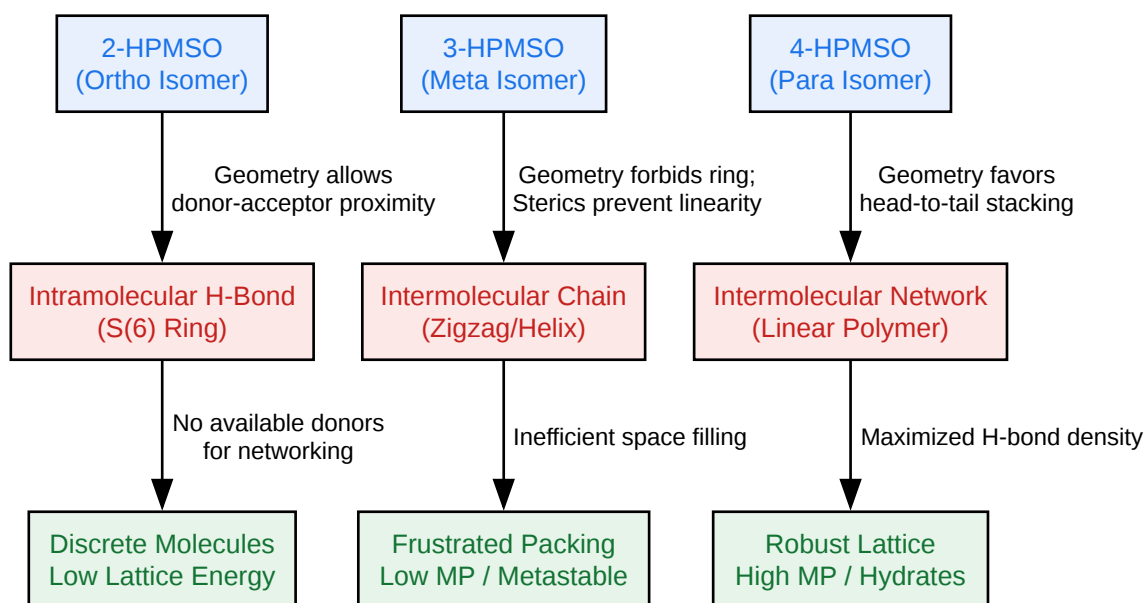 2-HPMSO
(Ortho Isomer)
3-HPMSO
(Meta Isomer)
4-HPMSO
(Para Isomer)
Geometry allows
donor-acceptor proximity
Geometry forbids ring;
Sterics prevent linearity
Geometry favors
head-to-tail stacking
Intramolecular H-Bond
(S(6) Ring)
Intermolecular Chain
(Zigzag/Helix)
Intermolecular Network
(Linear Polymer)
No available donors
for networking
Inefficient space filling
Maximized H-bond density
Discrete Molecules
Low Lattice Energy
Frustrated Packing
Low MP / Metastable
Robust Lattice
High MP / Hydrates